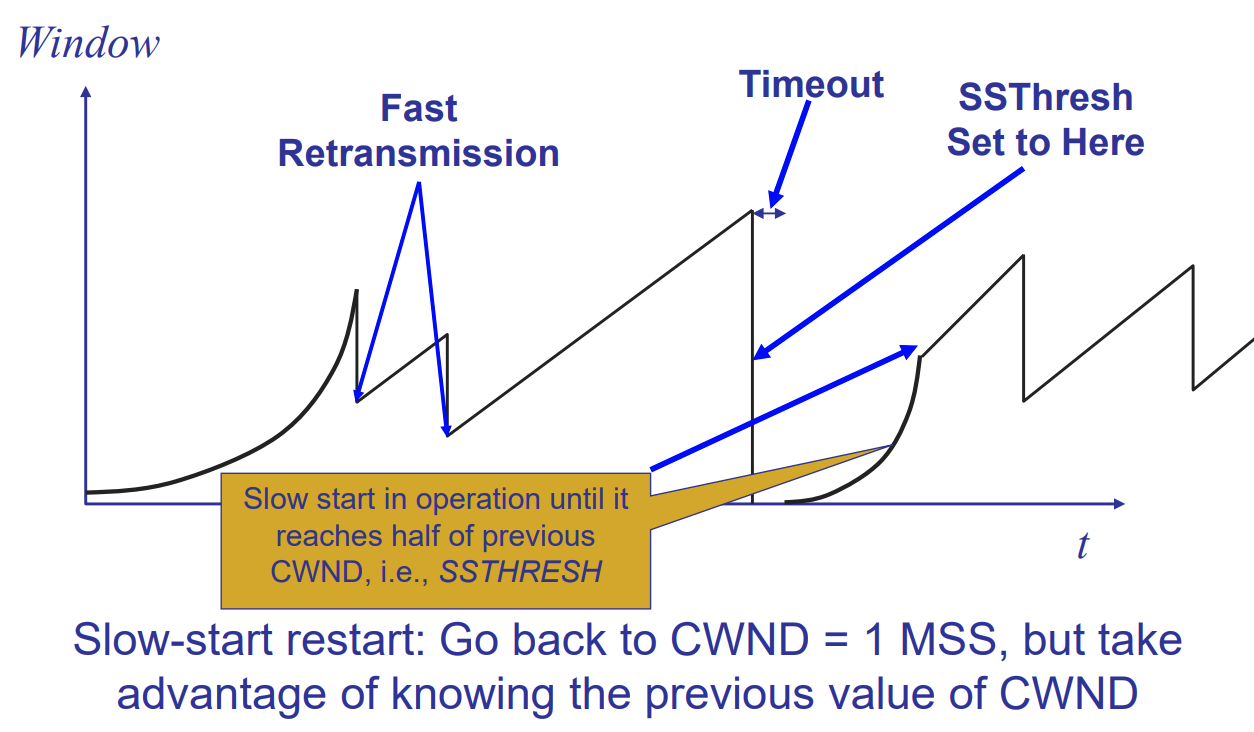 Window
Fast
Retransmission
Timeout
SSThresh
Set to Here
Slow start in operation until it
reaches half of previous
CWND, i.e., SSTHRESH
t
Slow-start restart: Go back to CWND = 1 MSS, but take
advantage of knowing the previous value of CWND